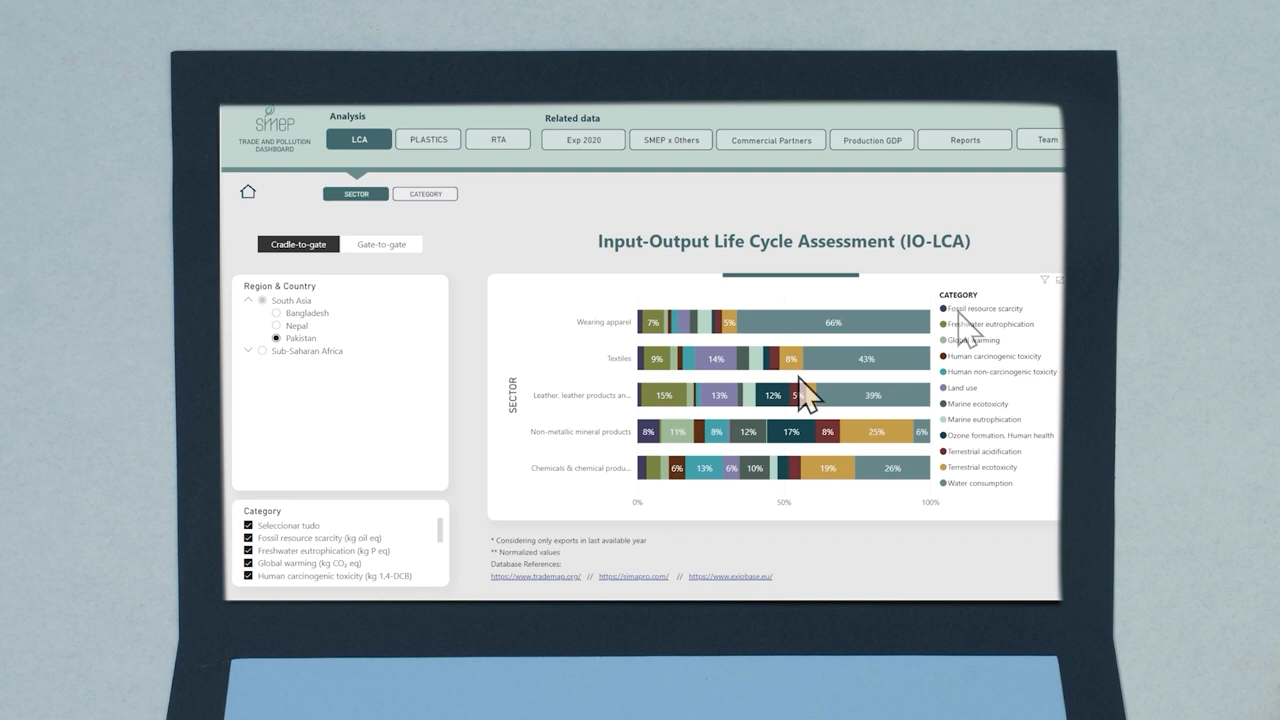 smep
TRADE AND POLLUTION
DASHBOARD
Analysis
LCA
PLASTICS
RTA
Related data
Exp 2020
SMEP x Others
Commercial Partners
Production GDP
Reports
Team
SECTOR
CATEGORY
Cradle-to-gate
Gate-to-gate
Region & Country
South Asia
Bangladesh
Nepal
Pakistan
Sub-Saharan Africa
Category
Seleccionar tudo
Fossil resource scarcity (kg oil eq)
Freshwater eutrophication (kg P eq)
Global warming (kg CO₂ eq)
Human carcinogenic toxicity (kg 1,4-DCB)
Input-Output Life Cycle Assessment (IO-LCA)
SECTOR
Wearing apparel 7% 5% 66%
Textiles 9% 14% 8% 43%
Leather, leather products an... 15% 13% 12% 5% 39%
Non-metallic mineral products 8% 11% 8% 12% 17% 8% 25% 6%
Chemicals & chemical produ... 6% 13% 6% 10% 19% 26%
0% 50% 100%
CATEGORY
Fossil resource scarcity
Freshwater eutrophication
Global warming
Human carcinogenic toxicity
Human non-carcinogenic toxicity
Land use
Marine ecotoxicity
Marine eutrophication
Ozone formation, Human health
Terrestrial acidification
Terrestrial ecotoxicity
Water consumption
* Considering only exports in last available year
** Normalized values
Database References:
https://www.trademap.org/ // https://simapro.com/ // https://www.exiobase.eu/